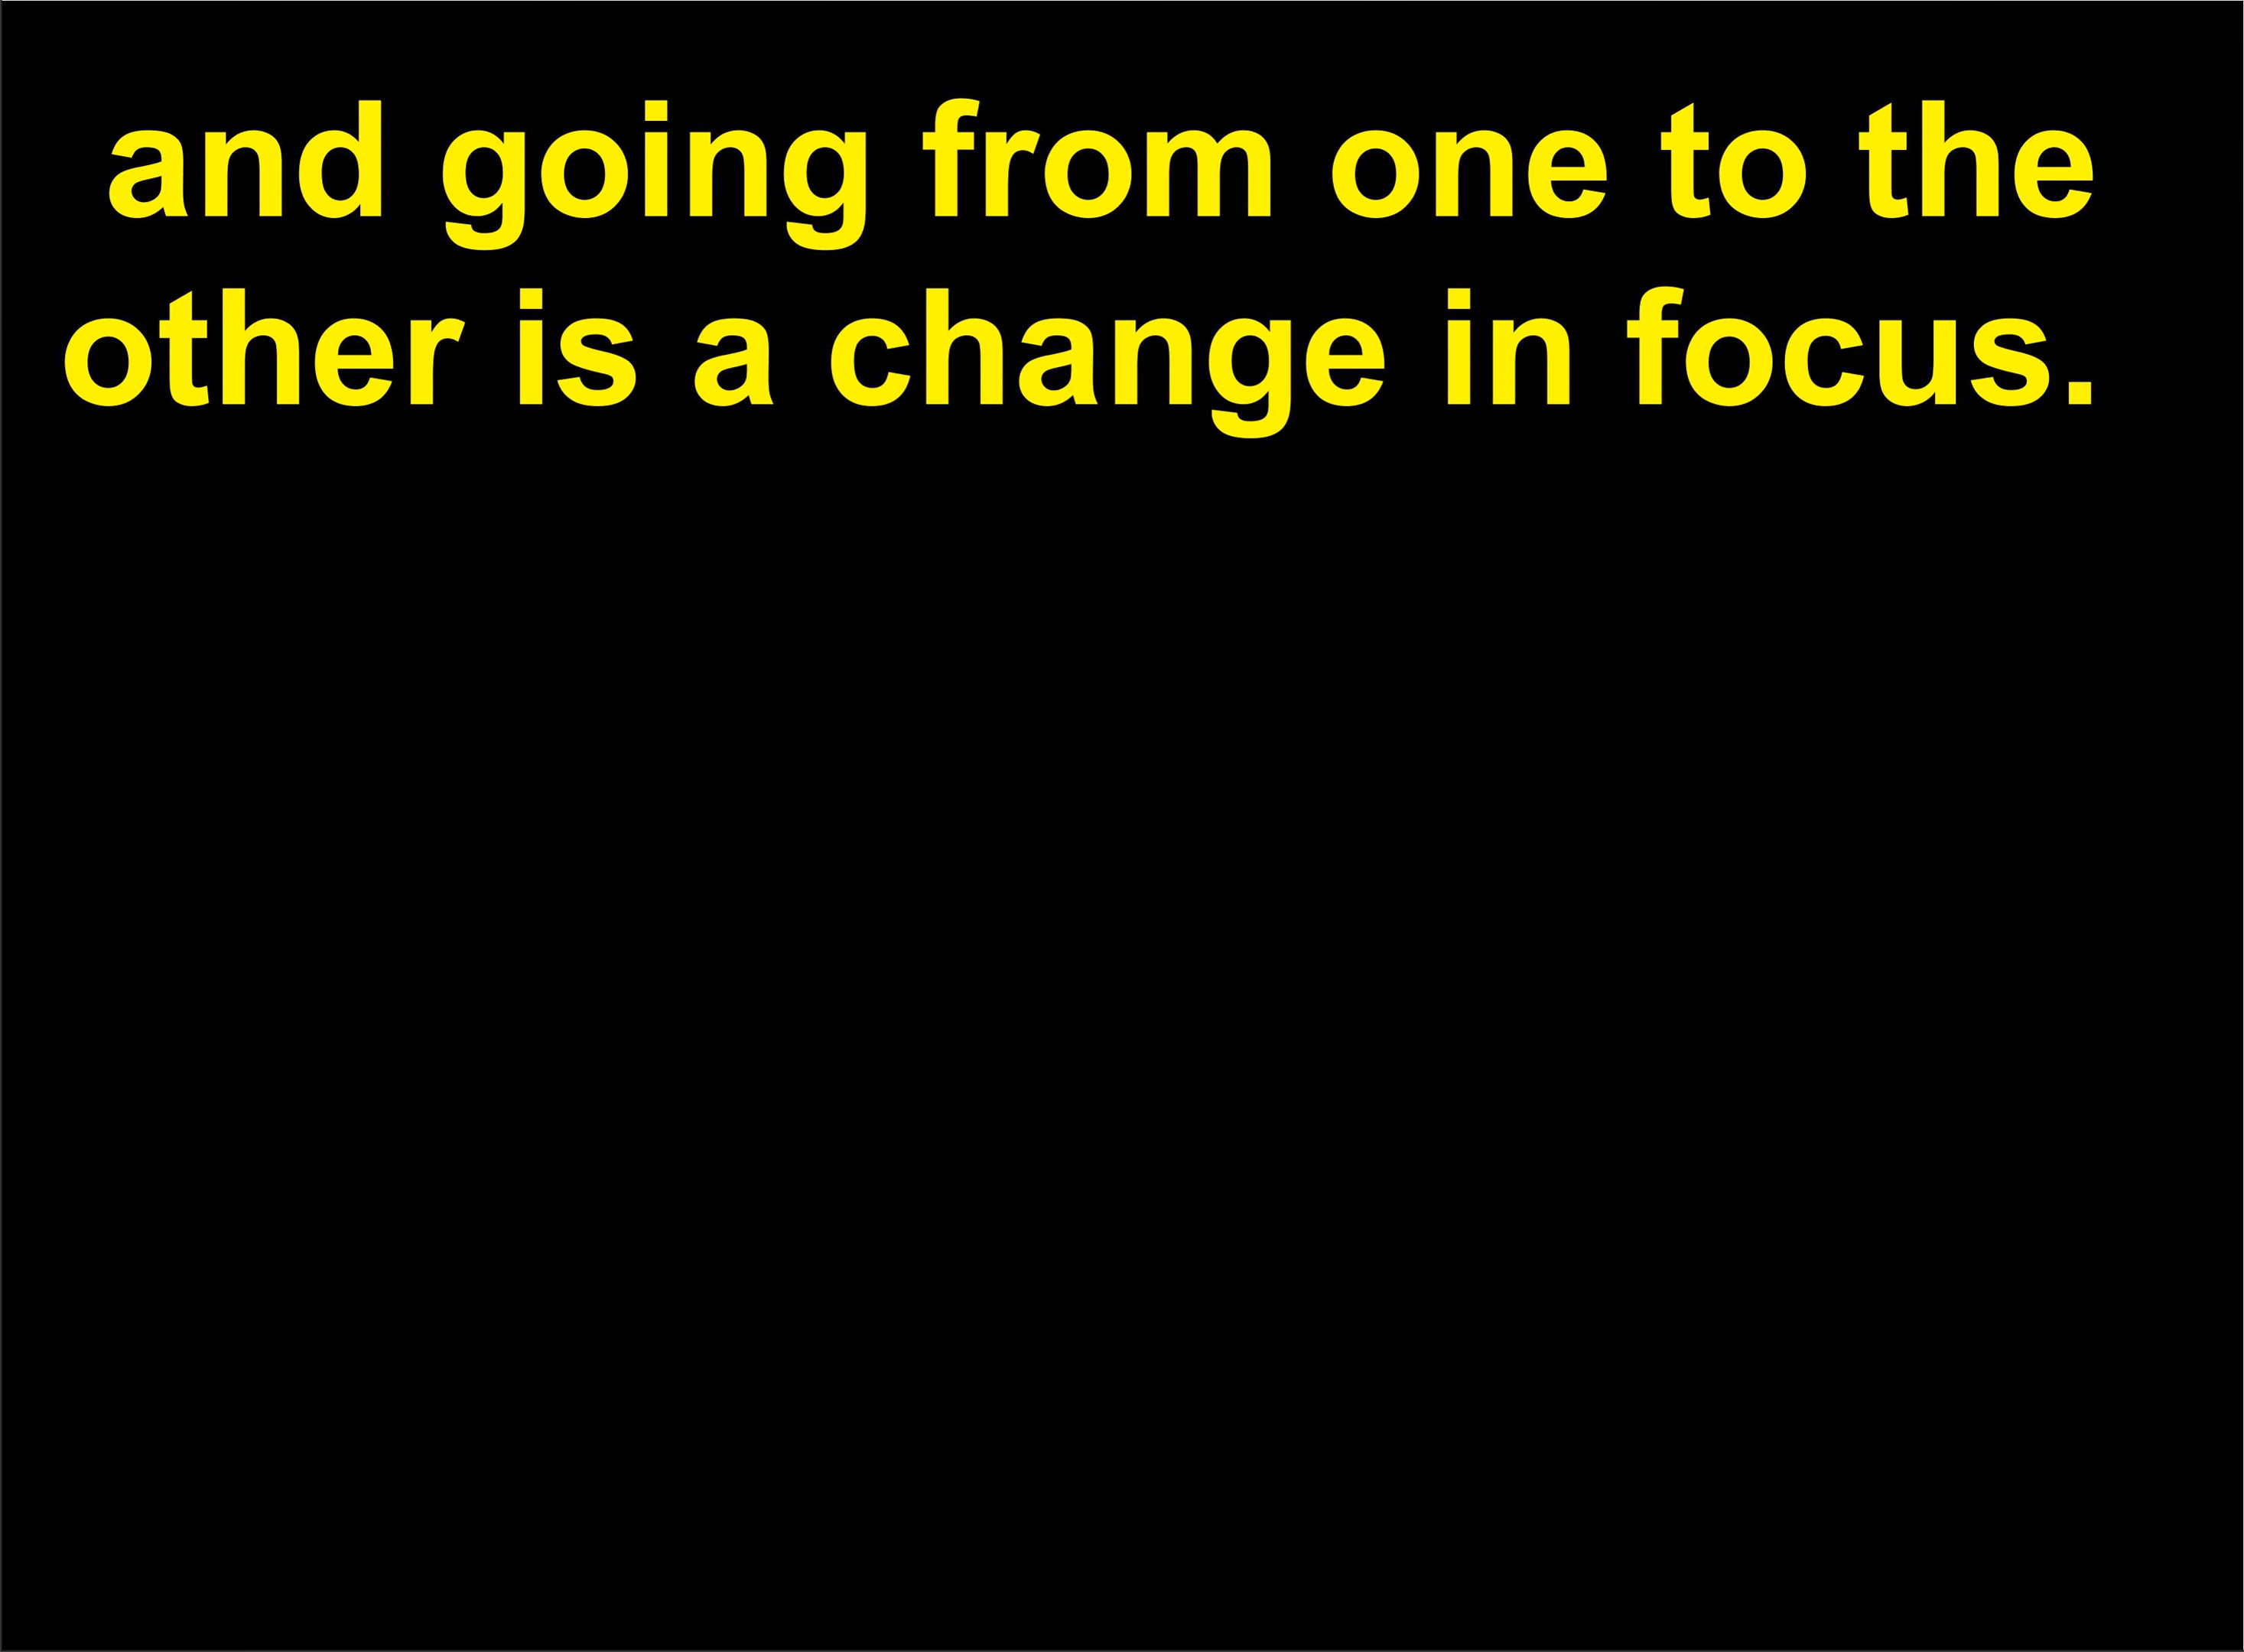 and going from one to the
other is a change in focus.